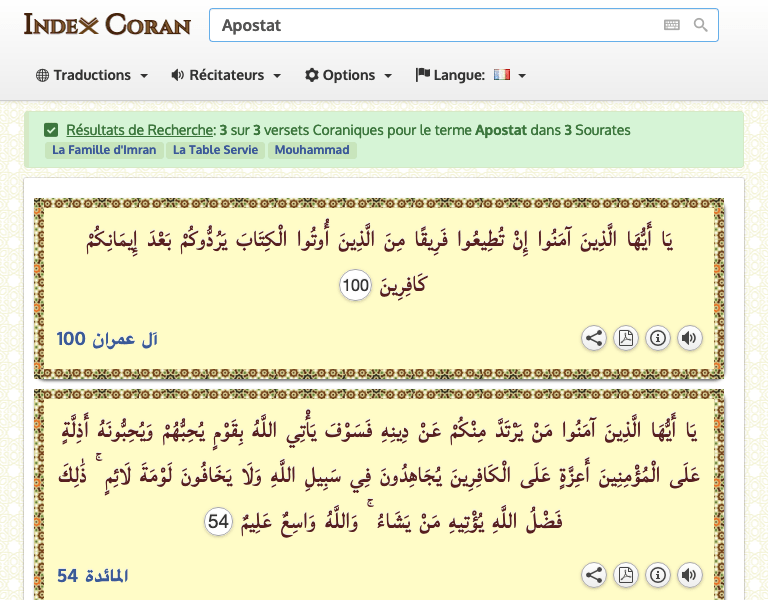 Index Coran
Apostat
Traductions
Récitateurs
Options
Langue:
Résultats de Recherche: 3 sur 3 versets Coraniques pour le terme Apostat dans 3 Sourates
La Famille d'Imran La Table Servie Mouhammad
يَا أَيُّهَا الَّذِينَ آمَنُوا إِنْ تُطِيعُوا فَرِيقًا مِنَ الَّذِينَ أُوتُوا الْكِتَابَ يَرُدُّوكُمْ بَعْدَ إِيمَانِكُمْ
كَافِرِينَ 100
آل عمران 100
يَا أَيُّهَا الَّذِينَ آمَنُوا مَنْ يَرْتَدَّ مِنْكُمْ عَنْ دِينِهِ فَسَوْفَ يَأْتِي اللَّهُ بِقَوْمٍ يُحِبُّهُمْ وَيُحِبُّونَهُ أَذِلَّةٍ
عَلَى الْمُؤْمِنِينَ أَعِزَّةٍ عَلَى الْكَافِرِينَ يُجَاهِدُونَ فِي سَبِيلِ اللَّهِ وَلَا يَخَافُونَ لَوْمَةَ لَائِمٍ ۚ ذَٰلِكَ
فَضْلُ اللَّهِ يُؤْتِيهِ مَنْ يَشَاءُ ۚ وَاللَّهُ وَاسِعٌ عَلِيمٌ 54
المائدة 54